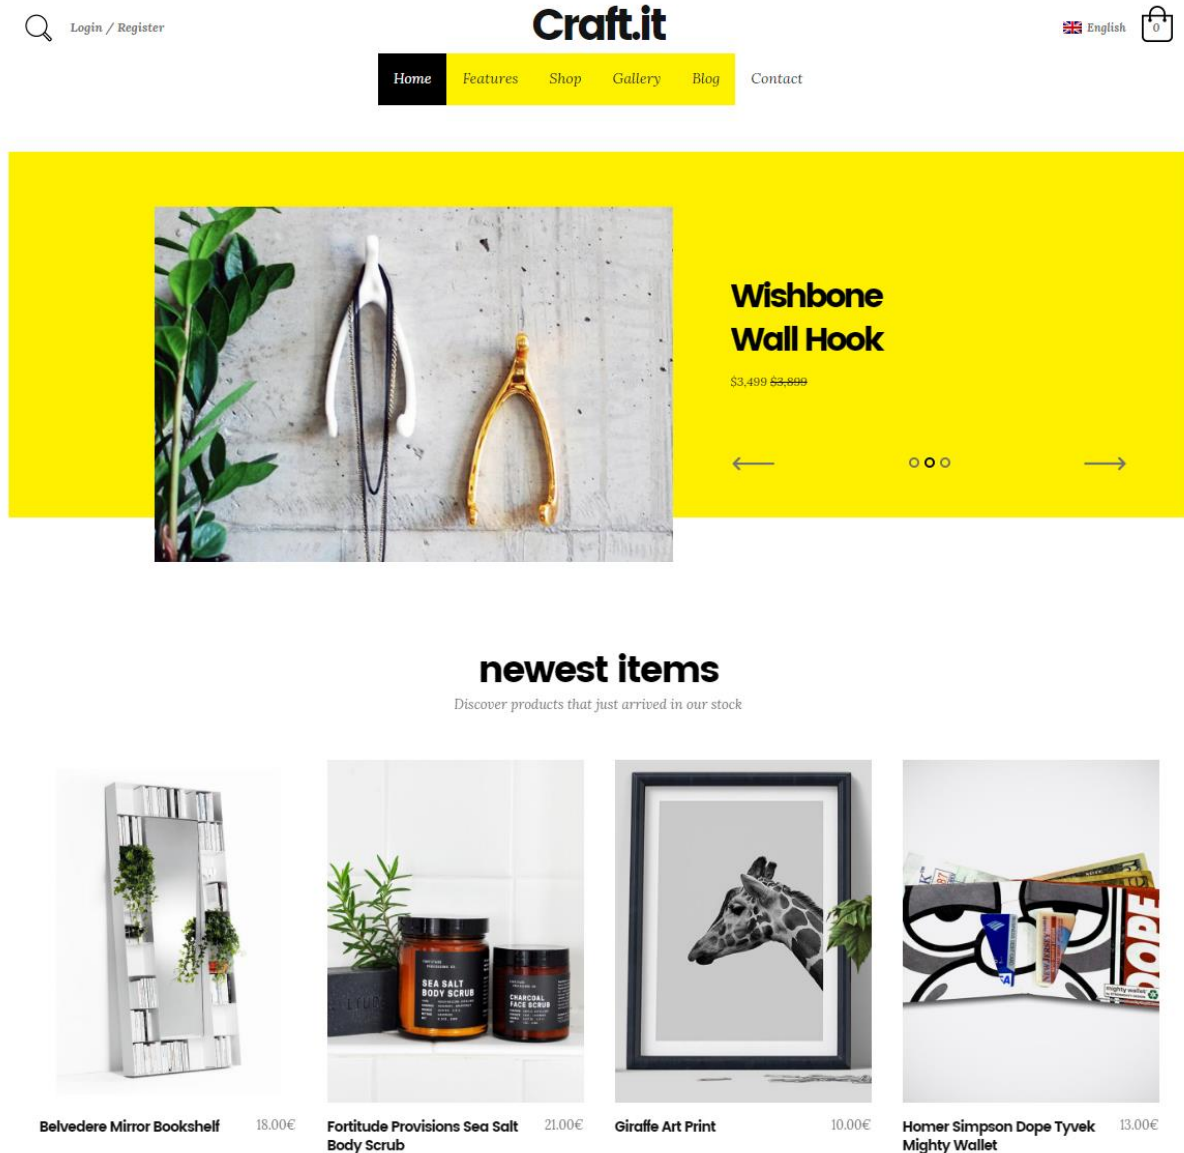 Login / Register
Craft.it
English
0
Home Features Shop Gallery Blog Contact
Wishbone
Wall Hook
$3,499 $3,899
newest items
Discover products that just arrived in our stock
SEA SALT
BODY SCRUB
CHARCOAL
FACE SCRUB
DOPE
mighty wallet
Belvedere Mirror Bookshelf 18.00€
Fortitude Provisions Sea Salt 21.00€
Body Scrub
Giraffe Art Print 10.00€
Homer Simpson Dope Tyvek 13.00€
Mighty Wallet